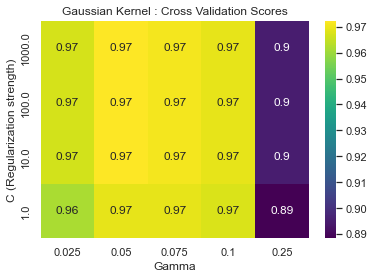 Gaussian Kernel : Cross Validation Scores
C (Regularization strength)
1000.0 0.97 0.97 0.97 0.97 0.9
100.0 0.97 0.97 0.97 0.97 0.9
10.0 0.97 0.97 0.97 0.97 0.9
1.0 0.96 0.97 0.97 0.97 0.89
0.025 0.05 0.075 0.1 0.25
Gamma
0.97
0.96
0.95
0.94
0.93
0.92
0.91
0.90
0.89